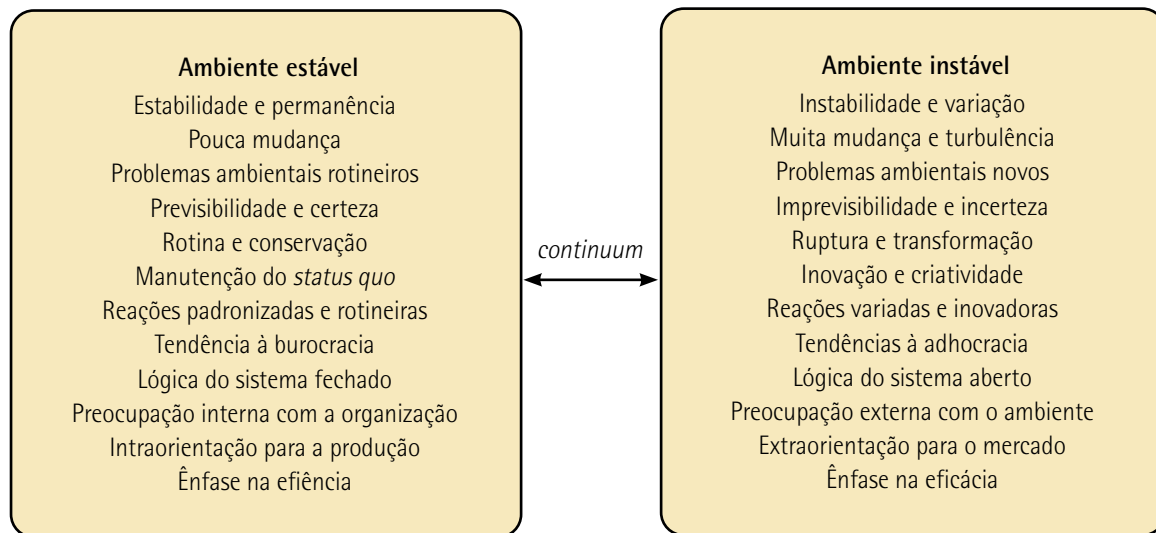 Ambiente estável
Estabilidade e permanência
Pouca mudança
Problemas ambientais rotineiros
Previsibilidade e certeza
Rotina e conservação
Manutenção do status quo
Reações padronizadas e rotineiras
Tendência à burocracia
Lógica do sistema fechado
Preocupação interna com a organização
Intraorientação para a produção
Ênfase na efiência
continuum
Ambiente instável
Instabilidade e variação
Muita mudança e turbulência
Problemas ambientais novos
Imprevisibilidade e incerteza
Ruptura e transformação
Inovação e criatividade
Reações variadas e inovadoras
Tendências à adhocracia
Lógica do sistema aberto
Preocupação externa com o ambiente
Extraorientação para o mercado
Ênfase na eficácia